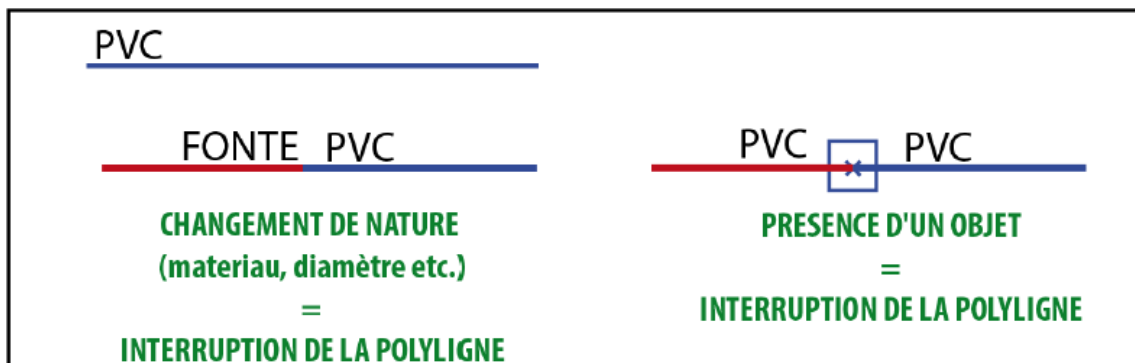 PVC
FONTE PVC
CHANGEMENT DE NATURE
(materiau, diamètre etc.)
=
INTERRUPTION DE LA POLYLIGNE
PVC PVC
PRESENCE D'UN OBJET
=
INTERRUPTION DE LA POLYLIGNE